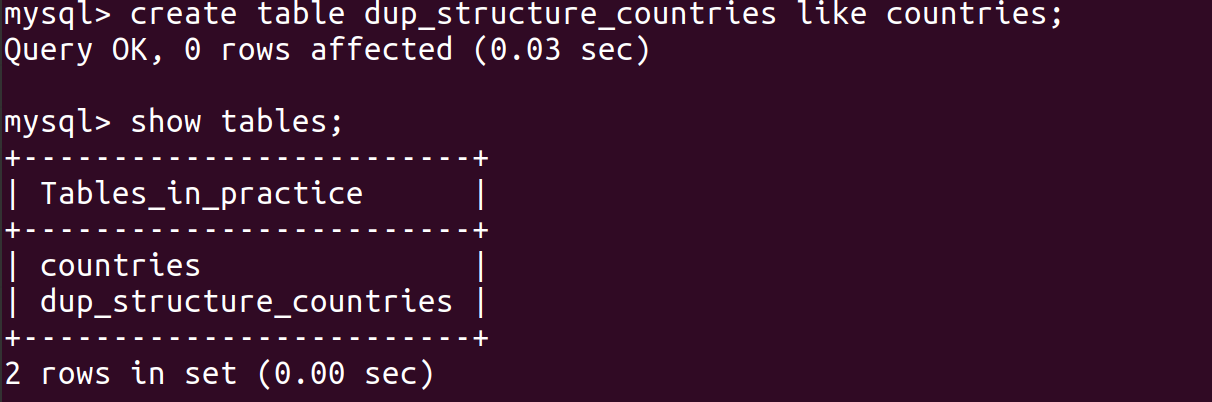 mysql> create table dup_structure_countries like countries;
Query OK, 0 rows affected (0.03 sec)
mysql> show tables;
+-------------------------+
| Tables_in_practice      |
+-------------------------+
| countries               |
| dup_structure_countries |
+-------------------------+
2 rows in set (0.00 sec)